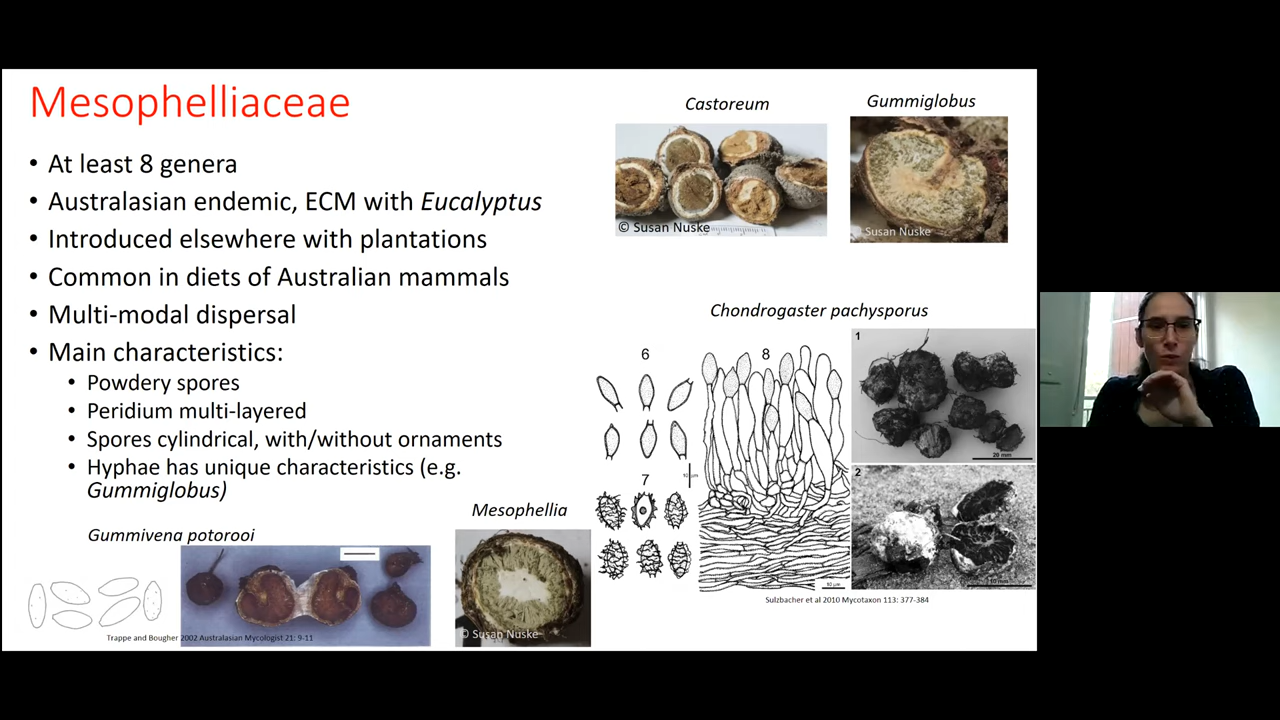 Mesophelliaceae
• At least 8 genera
• Australasian endemic, ECM with Eucalyptus
• Introduced elsewhere with plantations
• Common in diets of Australian mammals
• Multi-modal dispersal
• Main characteristics:
• Powdery spores
• Peridium multi-layered
• Spores cylindrical, with/without ornaments
• Hyphae has unique characteristics (e.g.
Gummiglobus)
Gummivena potorooi
Trappe and Bougher 2002 Australasian Mycologist 21: 9-11
Mesophellia
© Susan Nuske
Castoreum
© Susan Nuske
Gummiglobus
Susan Nuske
Chondrogaster pachysporus
6
7
8
1
20 mm
2
Sulzbacher et al 2010 Mycotaxon 113: 377-384